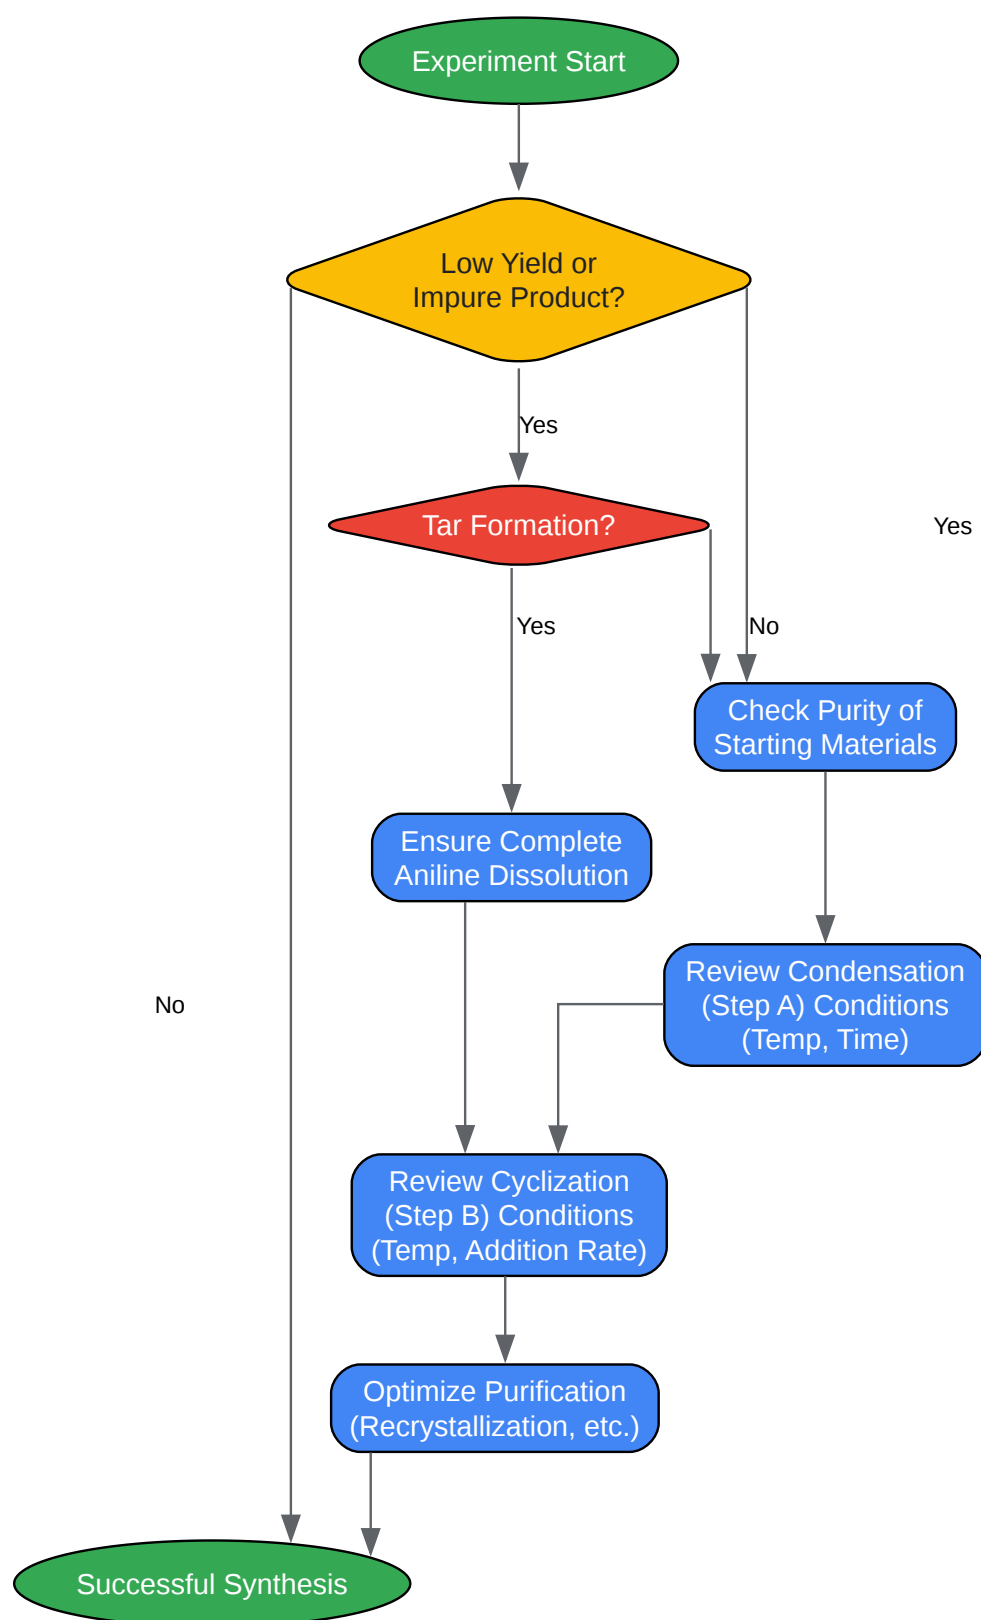 Experiment Start
Low Yield or
Impure Product?
Yes
Tar Formation?
Yes
Yes
No
Check Purity of
Starting Materials
Ensure Complete
Aniline Dissolution
Review Condensation
(Step A) Conditions
(Temp, Time)
No
Review Cyclization
(Step B) Conditions
(Temp, Addition Rate)
Optimize Purification
(Recrystallization, etc.)
Successful Synthesis